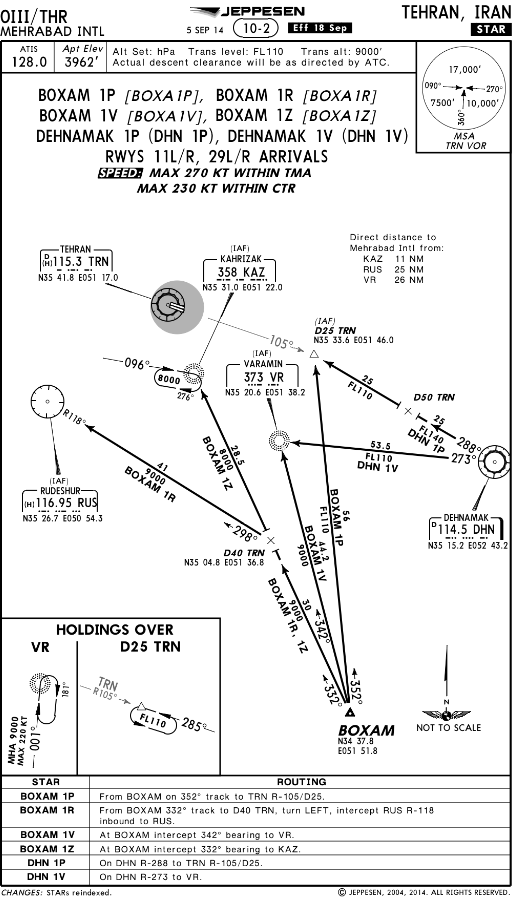 OIII/THR
MEHRABAD INTL
JEPPESEN
5 SEP 14
10-2
Eff 18 Sep
TEHRAN, IRAN
STAR
ATIS
128.0
Apt Elev
3962'
Alt Set: hPa Trans level: FL110 Trans alt: 9000'
Actual descent clearance will be as directed by ATC.
17,000'
090°
270°
7500'
10,000'
360°
MSA
TRN VOR
BOXAM 1P [BOXA1P], BOXAM 1R [BOXA1R]
BOXAM 1V [BOXA1V], BOXAM 1Z [BOXA1Z]
DEHNAMAK 1P (DHN 1P), DEHNAMAK 1V (DHN 1V)
RWYS 11L/R, 29L/R ARRIVALS
SPEED: MAX 270 KT WITHIN TMA
MAX 230 KT WITHIN CTR
Direct distance to
Mehrabad Intl from:
KAZ 11 NM
RUS 25 NM
VR 26 NM
TEHRAN
D
(H) 115.3 TRN
N35 41.8 E051 17.0
(IAF)
KAHRIZAK
358 KAZ
N35 31.0 E051 22.0
105°
(IAF)
D25 TRN
N35 33.6 E051 46.0
(IAF)
VARAMIN
373 VR
N35 20.6 E051 38.2
096°
8000
276°
25
FL110
D50 TRN
25
FL140
DHN 1P
288°
273°
53.5
FL110
DHN 1V
R118°
(IAF)
RUDESHUR
(H) 116.95 RUS
N35 26.7 E050 54.3
41
9000
BOXAM 1R
28.5
8000
BOXAM 1Z
DEHNAMAK
D
114.5 DHN
N35 15.2 E052 43.2
298°
D40 TRN
N35 04.8 E051 36.8
56
FL110
BOXAM 1P
44.2
9000
BOXAM 1V
30
9000
BOXAM 1R, 1Z
342°
332°
352°
BOXAM
N34 37.8
E051 51.8
N
NOT TO SCALE
HOLDINGS OVER
VR
D25 TRN
181°
001°
MHA 9000
MAX 220 KT
TRN
R105°
FL110
285°
STAR ROUTING
BOXAM 1P From BOXAM on 352° track to TRN R-105/D25.
BOXAM 1R From BOXAM 332° track to D40 TRN, turn LEFT, intercept RUS R-118
inbound to RUS.
BOXAM 1V At BOXAM intercept 342° bearing to VR.
BOXAM 1Z At BOXAM intercept 332° bearing to KAZ.
DHN 1P On DHN R-288 to TRN R-105/D25.
DHN 1V On DHN R-273 to VR.
CHANGES: STARs reindexed.
© JEPPESEN, 2004, 2014. ALL RIGHTS RESERVED.